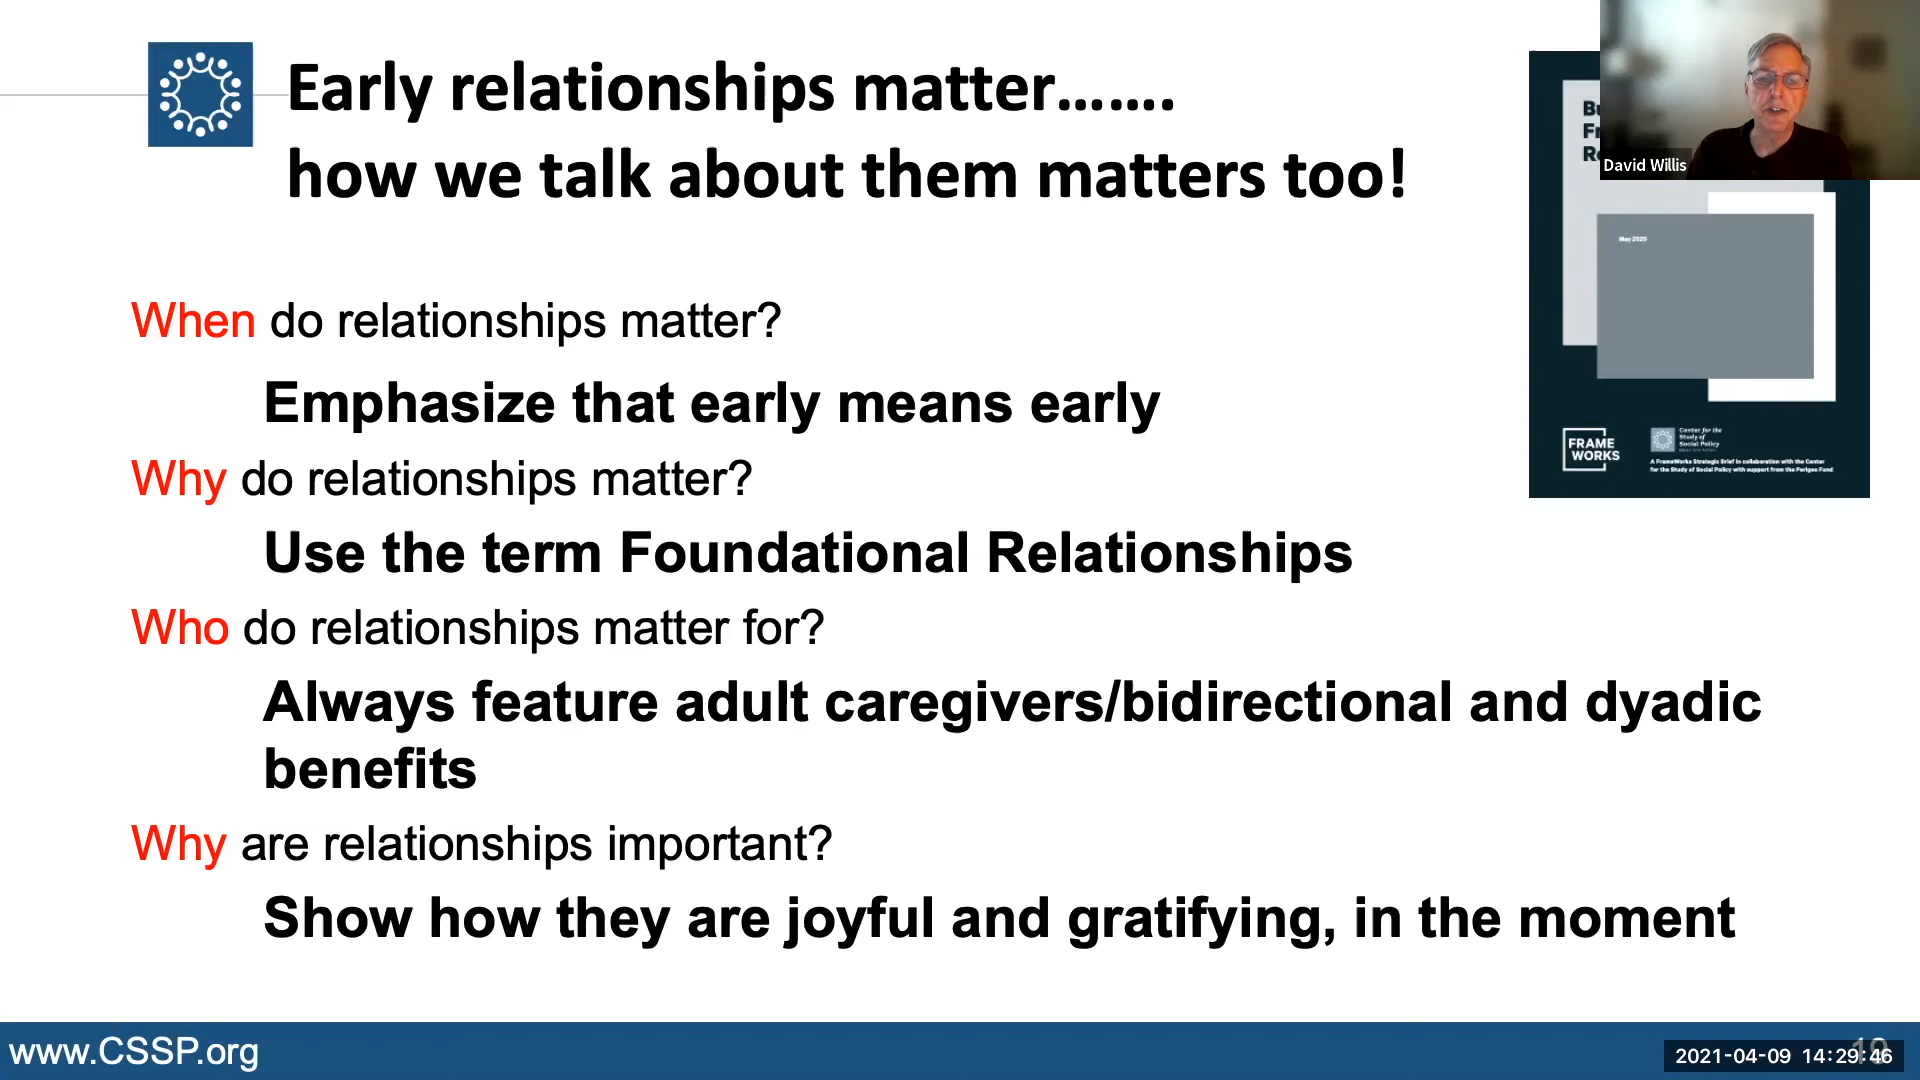 Early relationships matter.......
how we talk about them matters too!
David Willis
May 2020
When do relationships matter?
Emphasize that early means early
FRAME
WORKS
Center for the
Study of
Social Policy
A FrameWorks Strategic Brief in collaboration with the Center
for the Study of Social Policy with support from the Perigee Fund
Why do relationships matter?
Use the term Foundational Relationships
Who do relationships matter for?
Always feature adult caregivers/bidirectional and dyadic
benefits
Why are relationships important?
Show how they are joyful and gratifying, in the moment
www.CSSP.org
2021-04-09 14:29:46